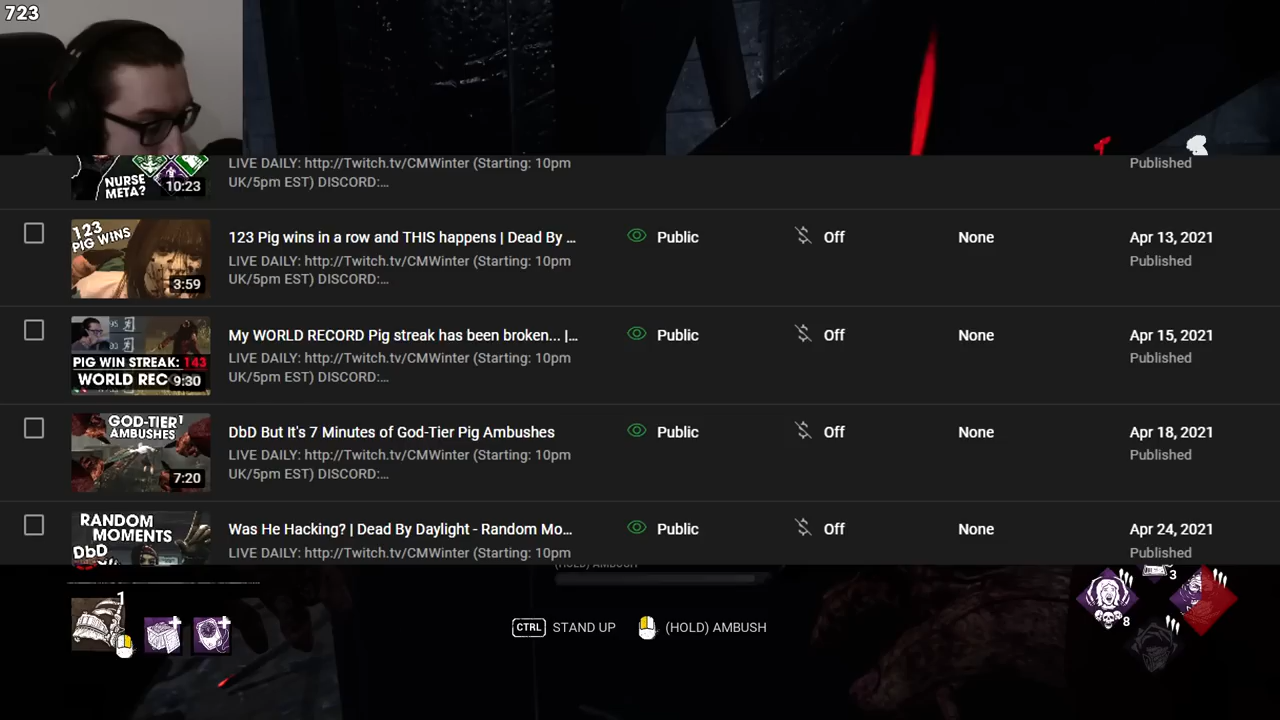 723
LIVE DAILY: http://Twitch.tv/CMWinter (Starting: 10pm
UK/5pm EST) DISCORD:...
Published
NURSE
META?
10:23
123
PIG WINS
3:59
123 Pig wins in a row and THIS happens | Dead By ...
LIVE DAILY: http://Twitch.tv/CMWinter (Starting: 10pm
UK/5pm EST) DISCORD:...
Public
Off
None
Apr 13, 2021
Published
PIG WIN STREAK: 143
WORLD REC
9:30
My WORLD RECORD Pig streak has been broken... |...
LIVE DAILY: http://Twitch.tv/CMWinter (Starting: 10pm
UK/5pm EST) DISCORD:...
Public
Off
None
Apr 15, 2021
Published
GOD-TIER
AMBUSHES
7:20
DbD But It's 7 Minutes of God-Tier Pig Ambushes
LIVE DAILY: http://Twitch.tv/CMWinter (Starting: 10pm
UK/5pm EST) DISCORD:...
Public
Off
None
Apr 18, 2021
Published
RANDOM
MOMENTS
DbD
Was He Hacking? | Dead By Daylight - Random Mo...
LIVE DAILY: http://Twitch.tv/CMWinter (Starting: 10pm
Public
Off
None
Apr 24, 2021
Published
(HOLD) AMBUSH
1
CTRL STAND UP
(HOLD) AMBUSH
3
8